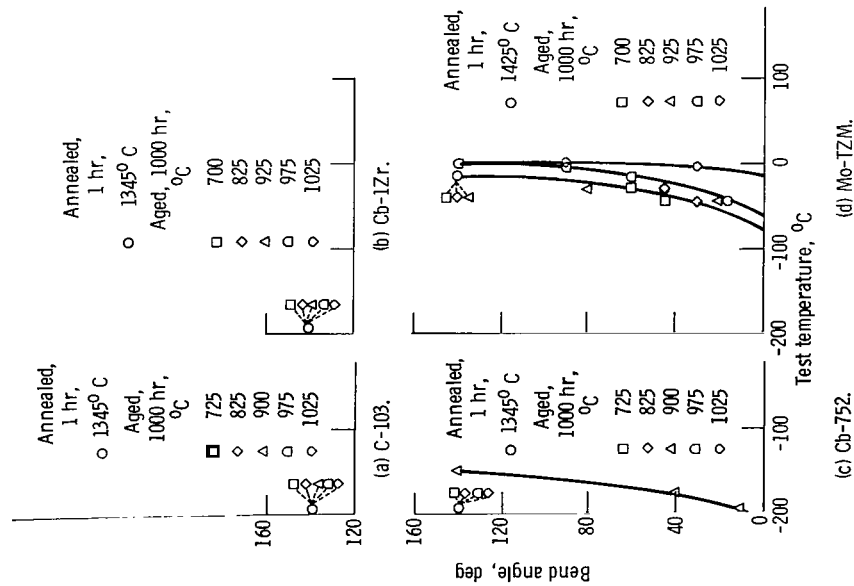 Bend angle, deg
160
120
Annealed,
1 hr,
1345° C
Aged,
1000 hr,
°C
725
825
900
975
1025
(a) C-103.
160
120
Annealed,
1 hr,
1345° C
Aged, 1000 hr,
°C
700
825
925
975
1025
(b) Cb-1Zr.
160
120
80
40
0
-200
-100
Annealed,
1 hr,
1345° C
Aged,
1000 hr,
°C
725
825
900
975
1025
(c) Cb-752.
-200
-100
0
100
Annealed,
1 hr,
1425° C
Aged,
1000 hr,
°C
700
825
925
975
1025
Test temperature, °C
(d) Mo-TZM.